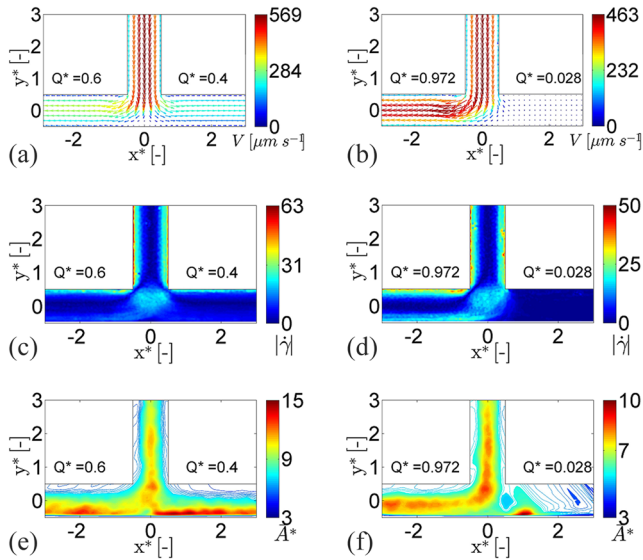 3 569 3 463
2 2
y* [-] Q* = 0.6 Q* = 0.4 284 y* [-] Q* = 0.972 Q* = 0.028 232
1 1
0 0
0 0
-2 0 2 -2 0 2
(a) x* [-] V [μm s⁻¹] (b) x* [-] V [μm s⁻¹]
3 63 3 50
2 2
y* [-] Q* = 0.6 Q* = 0.4 31 y* [-] Q* = 0.972 Q* = 0.028 25
1 1
0 0
0 0
-2 0 2 -2 0 2
(c) x* [-] |γ̇| (d) x* [-] |γ̇|
3 15 3 10
2 2
y* [-] Q* = 0.6 Q* = 0.4 9 y* [-] Q* = 0.972 Q* = 0.028 7
1 1
0 0
3 3
-2 0 2 -2 0 2
(e) x* [-] A* (f) x* [-] A*